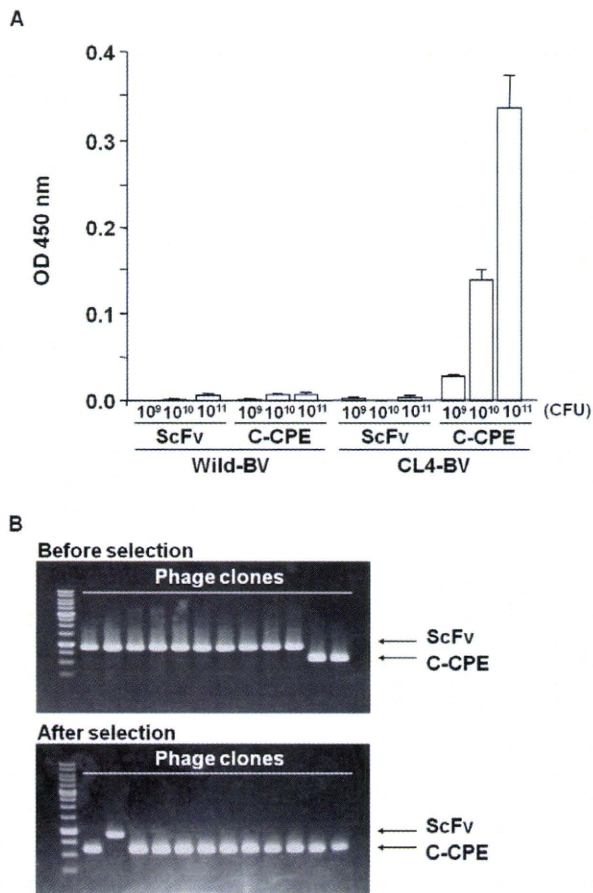 A
0.4
0.3
0.2
0.1
0.0
OD 450 nm
10⁹ 10¹⁰ 10¹¹ 10⁹ 10¹⁰ 10¹¹ 10⁹ 10¹⁰ 10¹¹ 10⁹ 10¹⁰ 10¹¹ (CFU)
ScFv C-CPE ScFv C-CPE
Wild-BV CL4-BV
B
Before selection
Phage clones
ScFv
C-CPE
After selection
Phage clones
ScFv
C-CPE